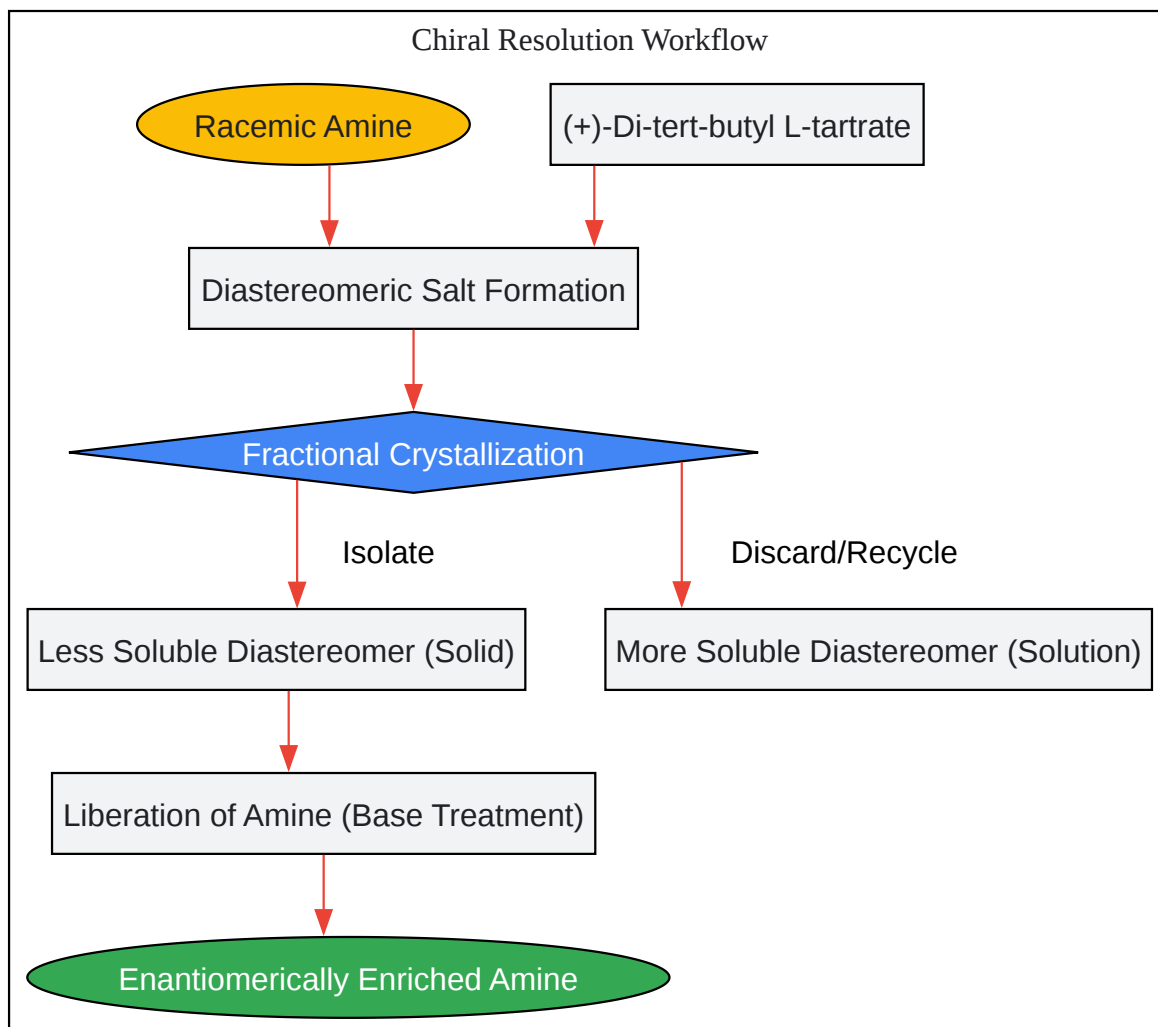 Chiral Resolution Workflow
Racemic Amine
(+)-Di-tert-butyl L-tartrate
Diastereomeric Salt Formation
Fractional Crystallization
Isolate
Discard/Recycle
Less Soluble Diastereomer (Solid)
More Soluble Diastereomer (Solution)
Liberation of Amine (Base Treatment)
Enantiomerically Enriched Amine